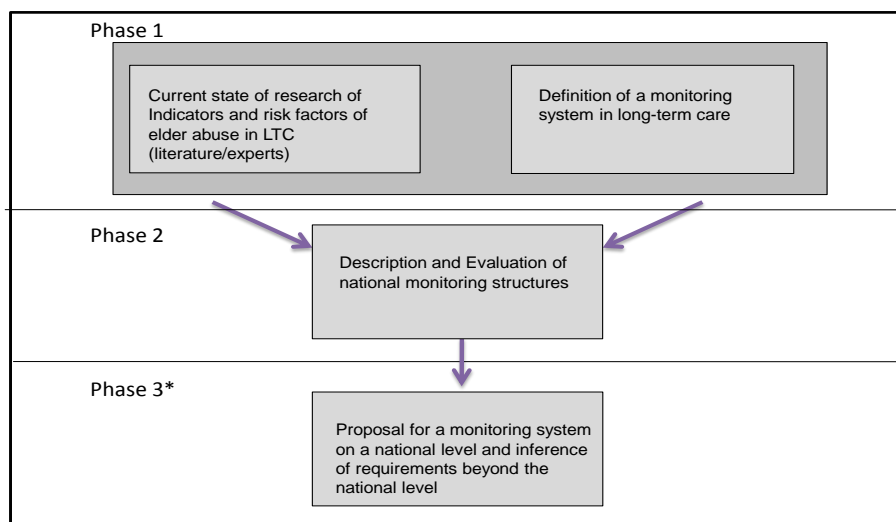 Phase 1
Current state of research of
Indicators and risk factors of
elder abuse in LTC
(literature/experts)
Definition of a monitoring
system in long-term care
Phase 2
Description and Evaluation of
national monitoring structures
Phase 3*
Proposal for a monitoring system
on a national level and inference
of requirements beyond the
national level